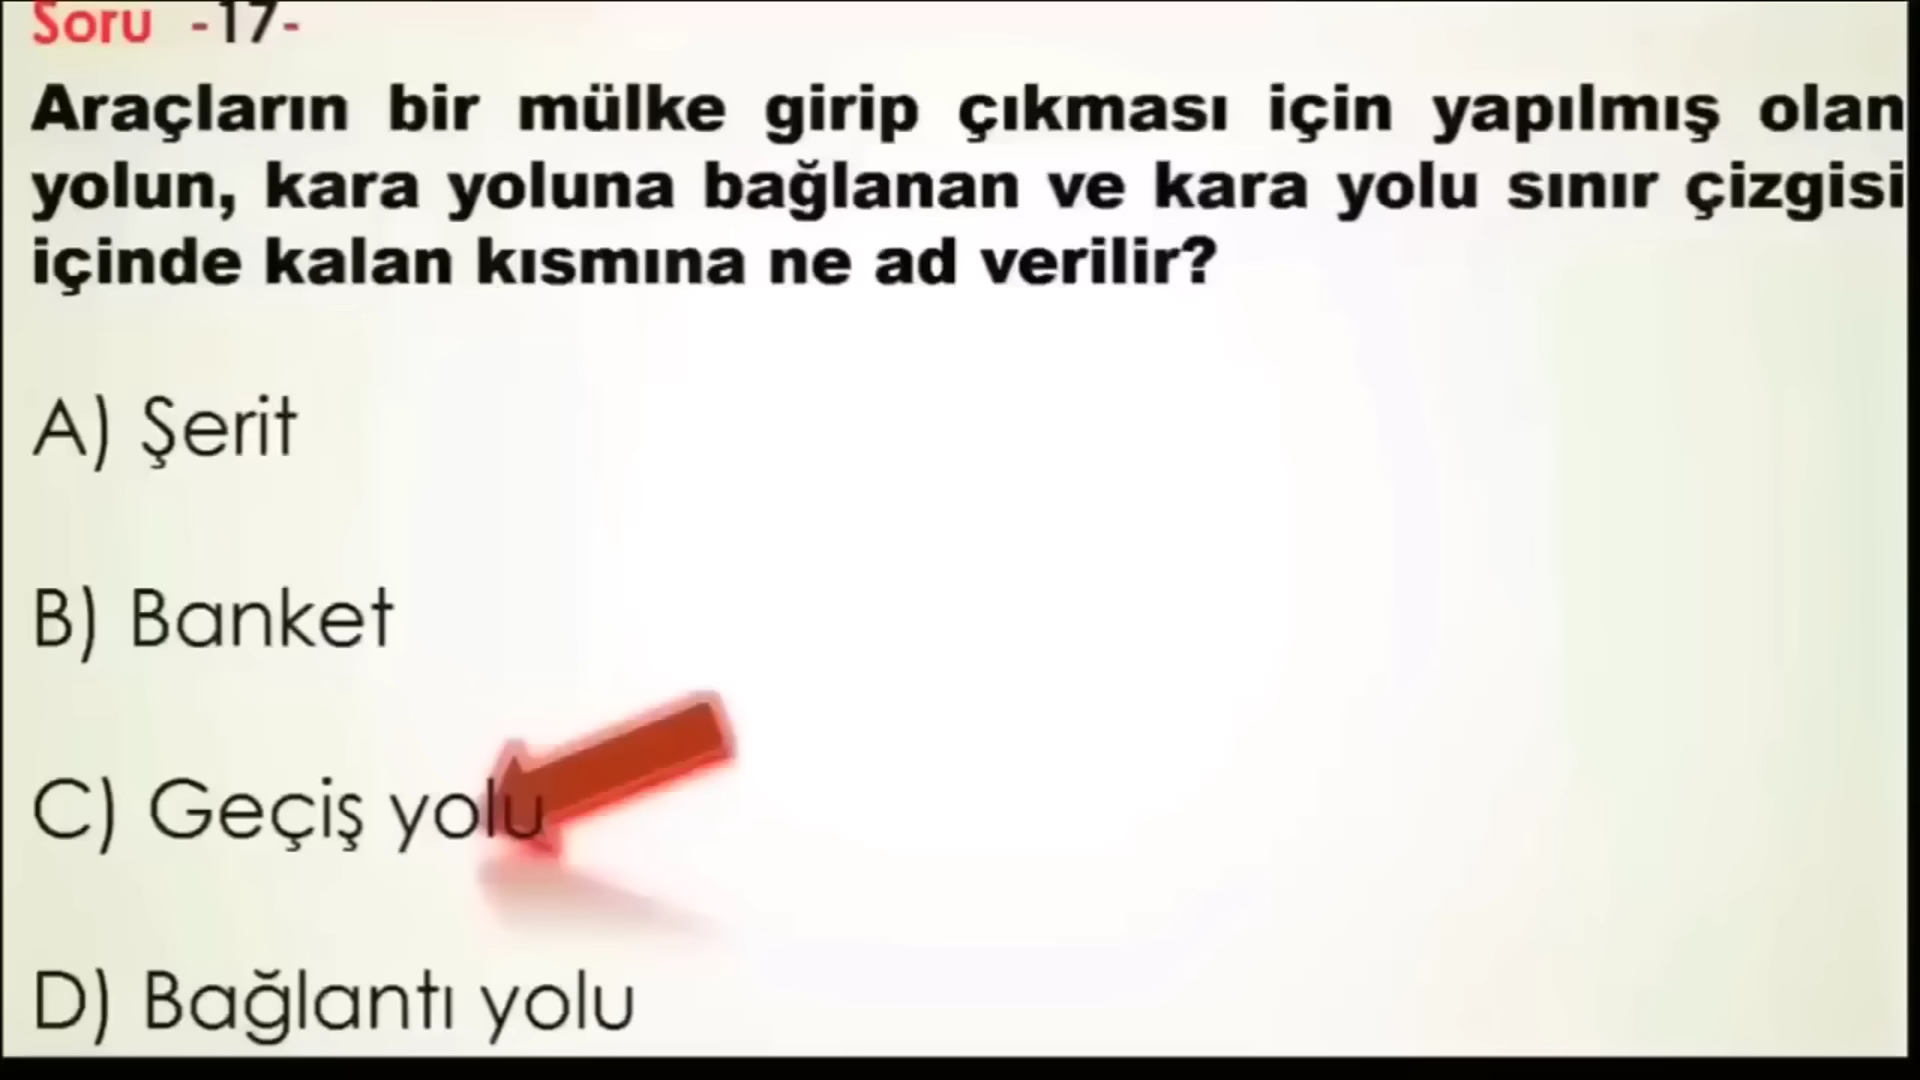 Soru -17-
Araçların bir mülke girip çıkması için yapılmış olan
yolun, kara yoluna bağlanan ve kara yolu sınır çizgisi
içinde kalan kısmına ne ad verilir?
A) Şerit
B) Banket
C) Geçiş yolu
D) Bağlantı yolu